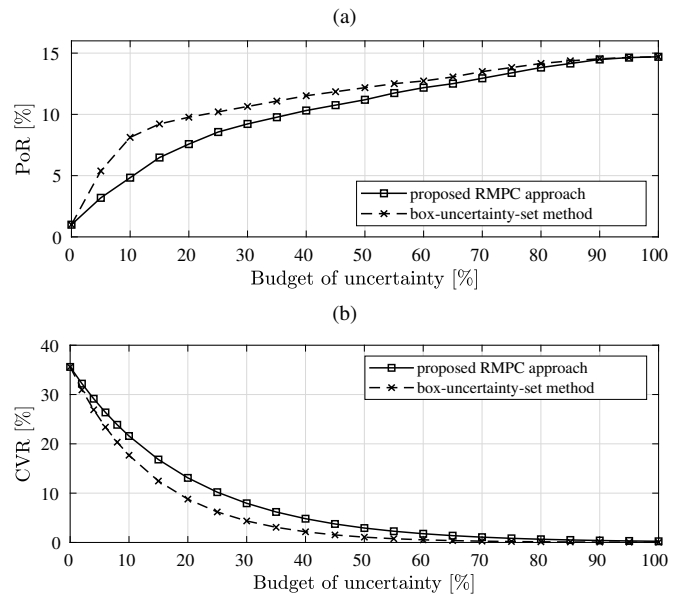 (a)
15
10
5
0
PoR [%]
proposed RMPC approach
box-uncertainty-set method
0 10 20 30 40 50 60 70 80 90 100
Budget of uncertainty [%]
(b)
40
30
20
10
0
CVR [%]
proposed RMPC approach
box-uncertainty-set method
0 10 20 30 40 50 60 70 80 90 100
Budget of uncertainty [%]